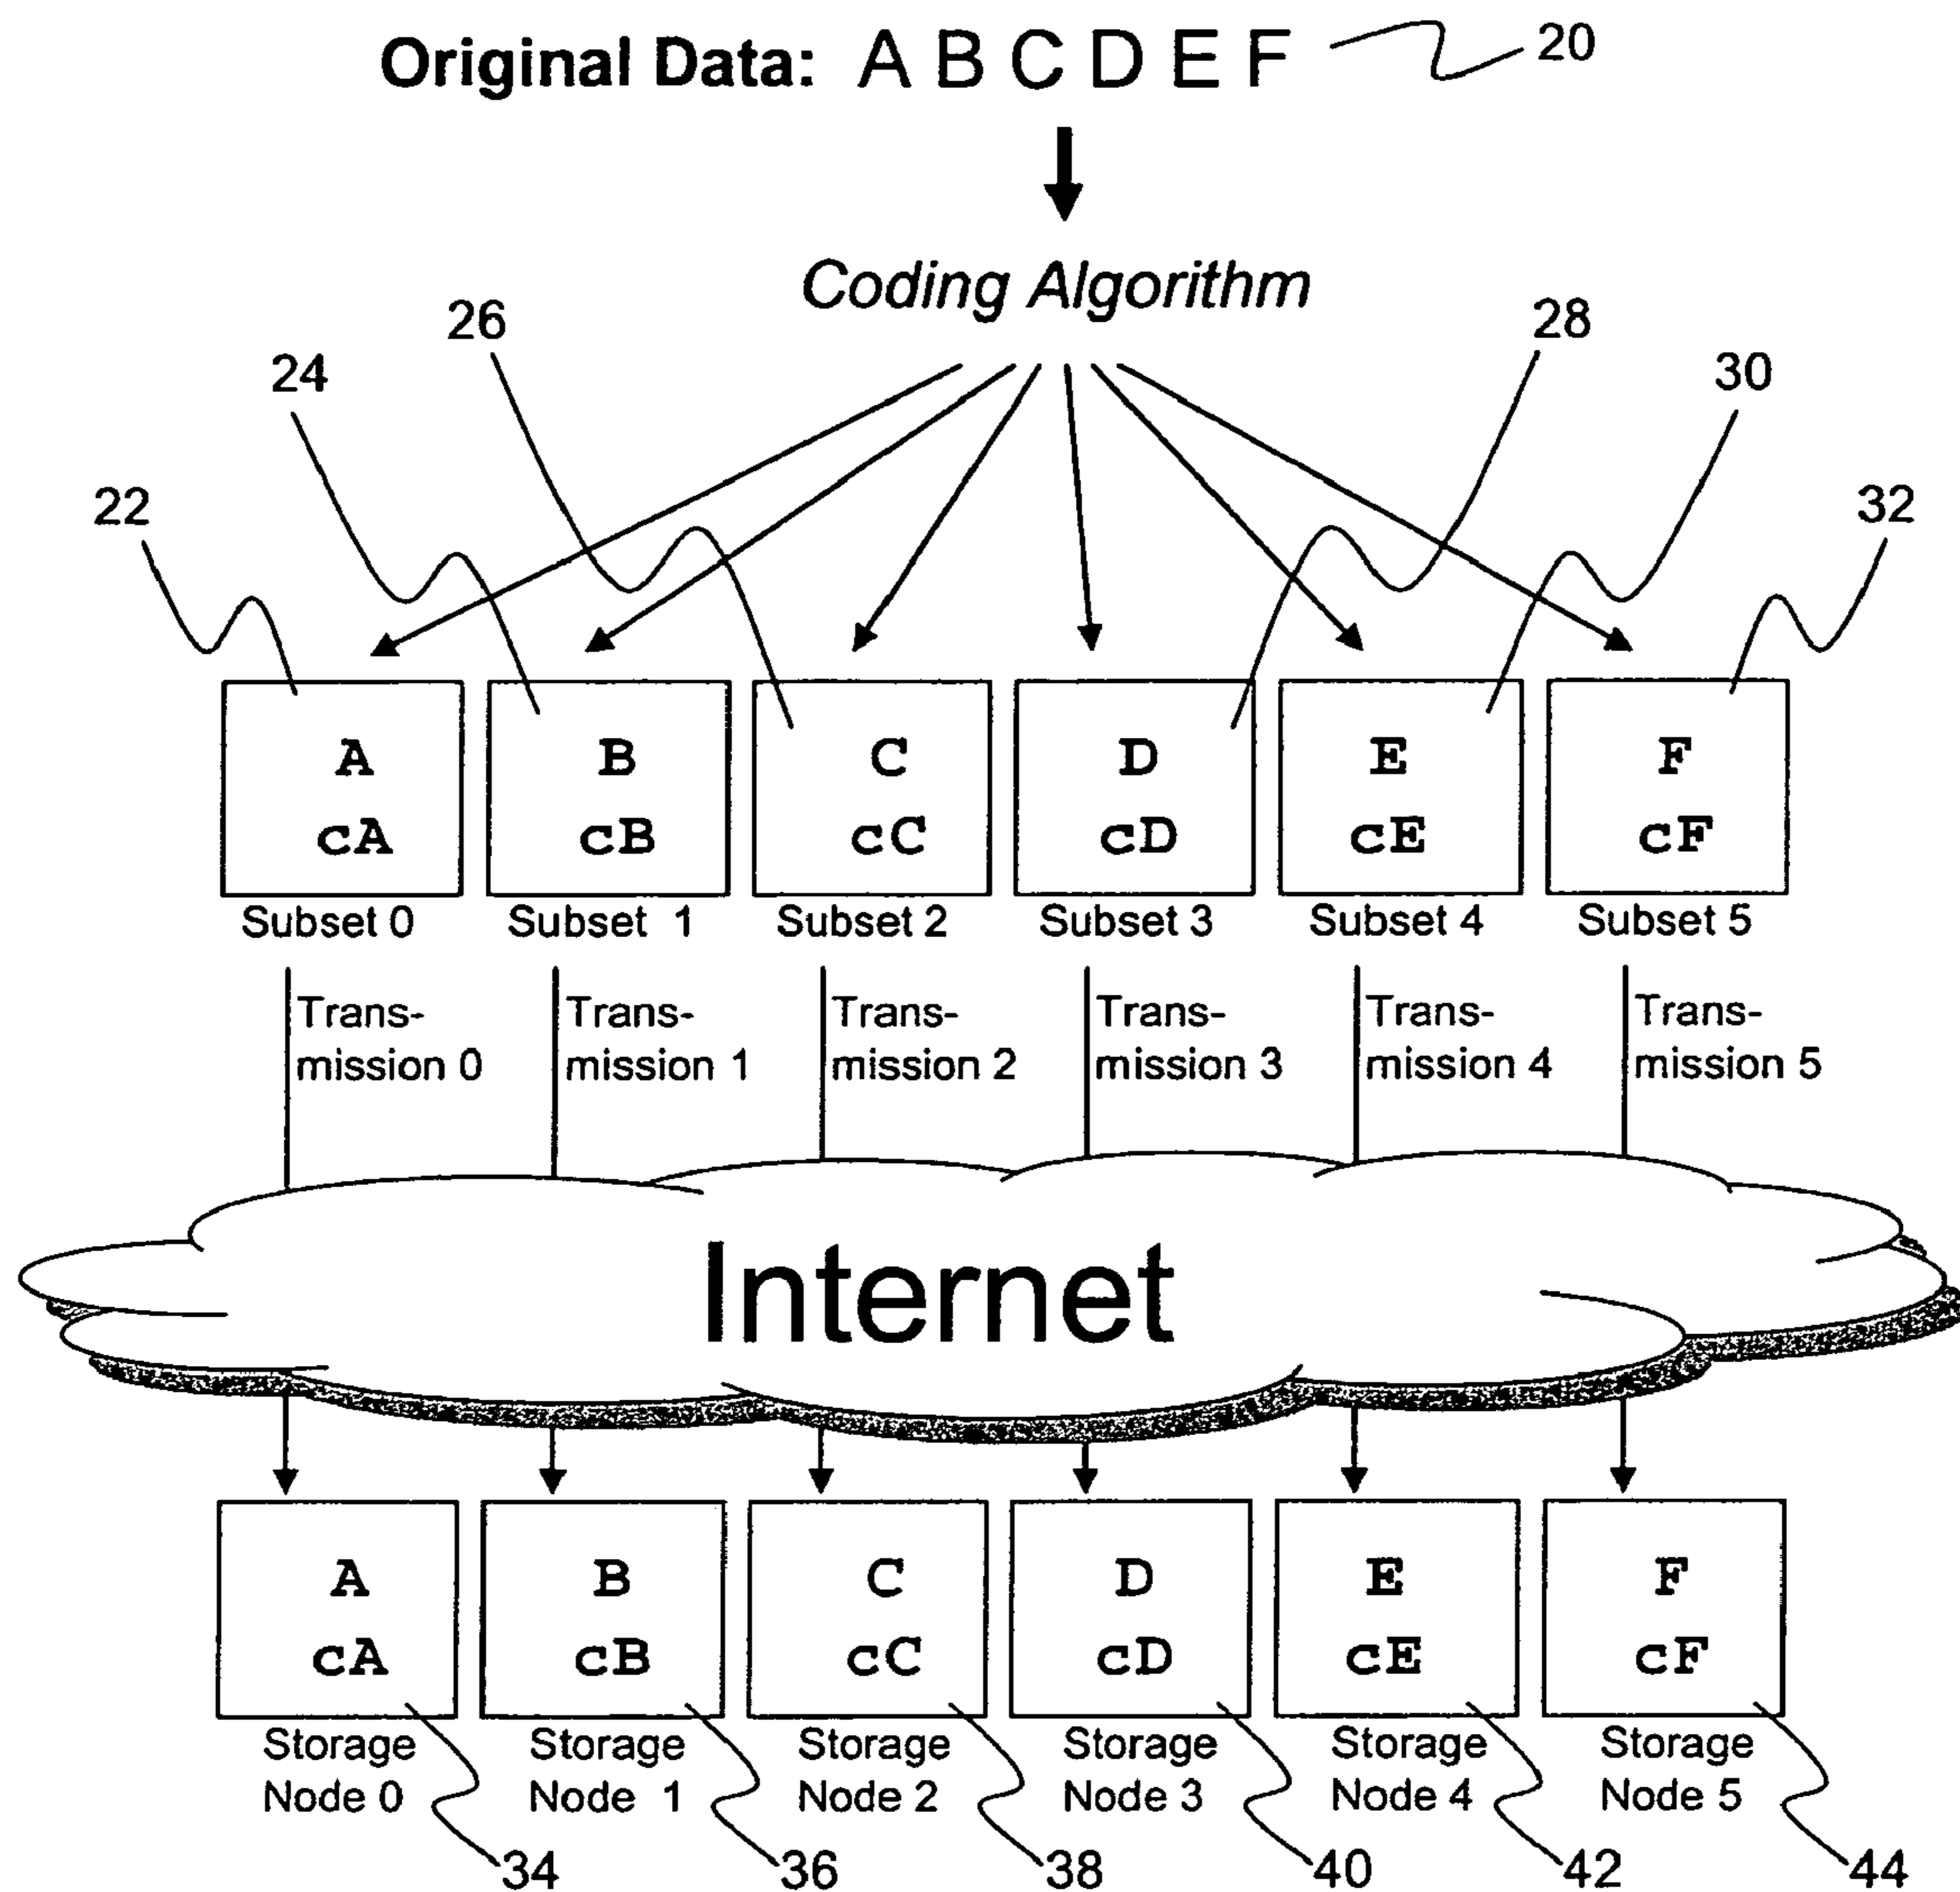 Original Data: A B C D E F 20
Coding Algorithm
26 28
24 30
22 32
A B C D E F
cA cB cC cD cE cF
Subset 0 Subset 1 Subset 2 Subset 3 Subset 4 Subset 5
Trans- Trans- Trans- Trans- Trans- Trans-
mission 0 mission 1 mission 2 mission 3 mission 4 mission 5
Internet
A B C D E F
cA cB cC cD cE cF
Storage Storage Storage Storage Storage Storage
Node 0 Node 1 Node 2 Node 3 Node 4 Node 5
34 36 38 40 42 44